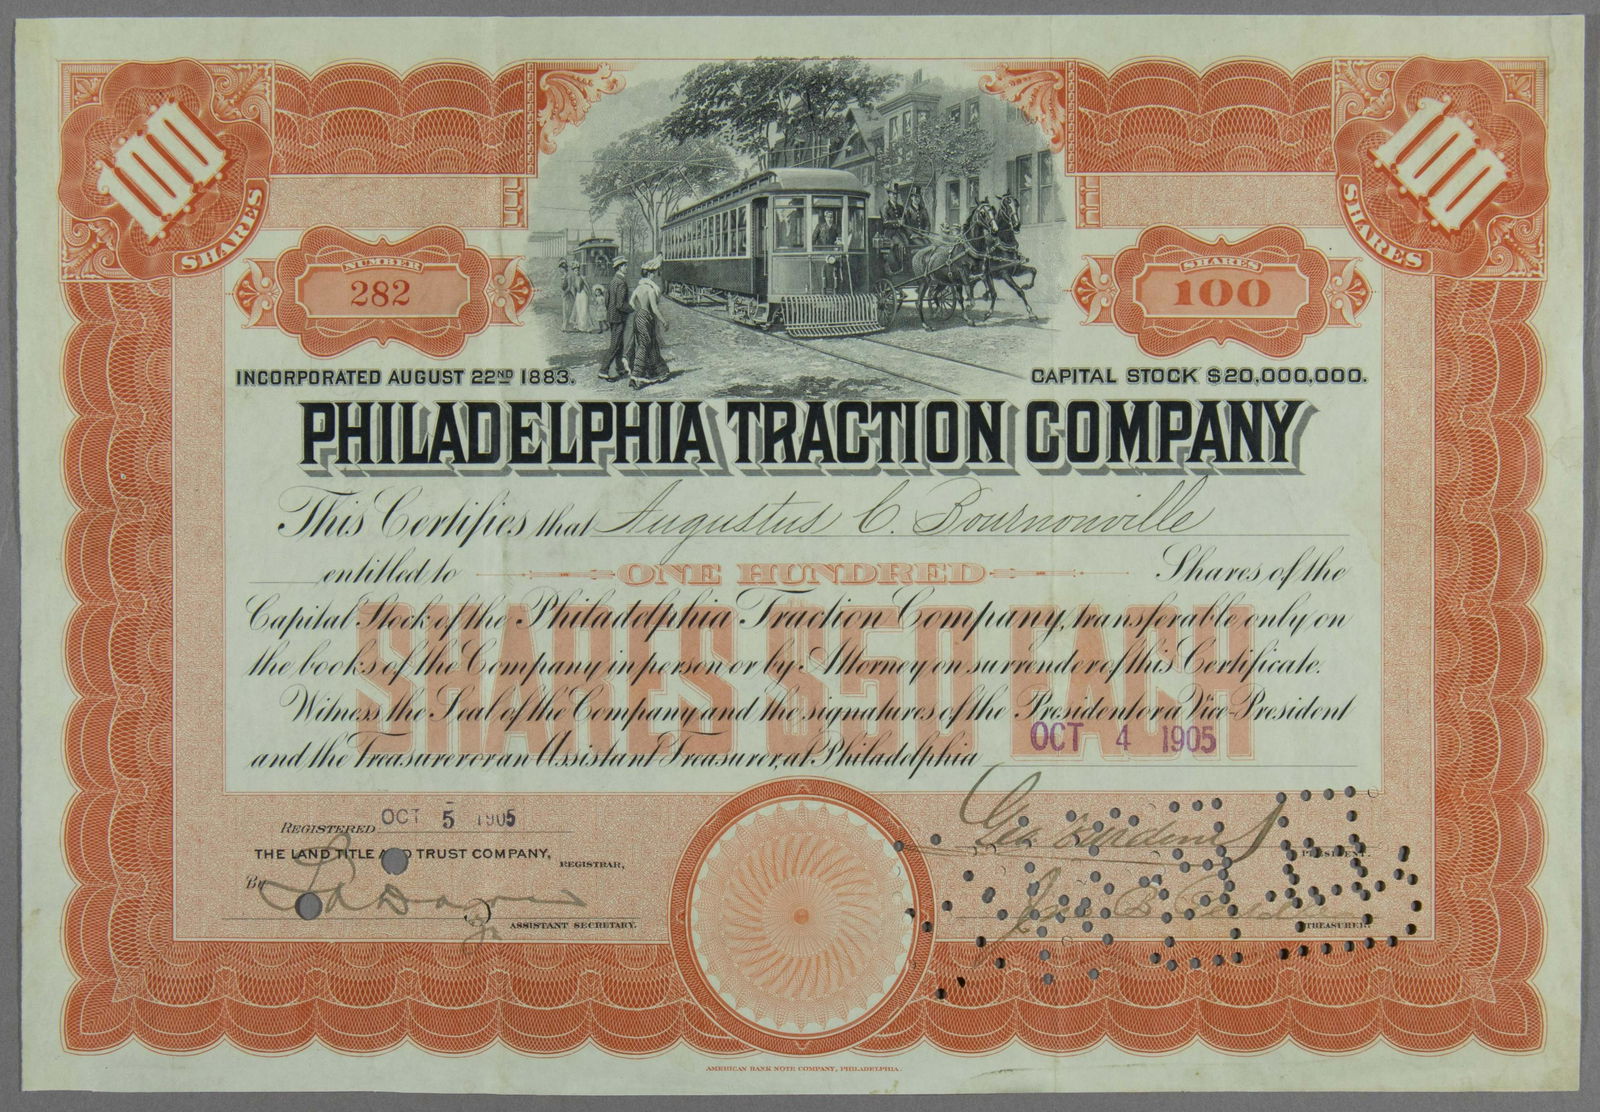 100 SHARES
100 SHARES
NUMBER
282
SHARES
100
INCORPORATED AUGUST 22ND 1883.
CAPITAL STOCK $20,000,000.
PHILADELPHIA TRACTION COMPANY
This Certifies that Augustus C. Bournonville
entitled to ONE HUNDRED Shares of the
Capital Stock of the Philadelphia Traction Company, transferable only on
the books of the Company in person or by Attorney on surrender of this Certificate.
SHARES $50 EACH
Witness the Seal of the Company and the signatures of the President or a Vice-President
and the Treasurer or an Assistant Treasurer, at Philadelphia OCT 4 1905
REGISTERED OCT 5 1905
THE LAND TITLE AND TRUST COMPANY,
REGISTRAR,
By
ASSISTANT SECRETARY.
PRESIDENT.
TREASURER.
AMERICAN BANK NOTE COMPANY, PHILADELPHIA.